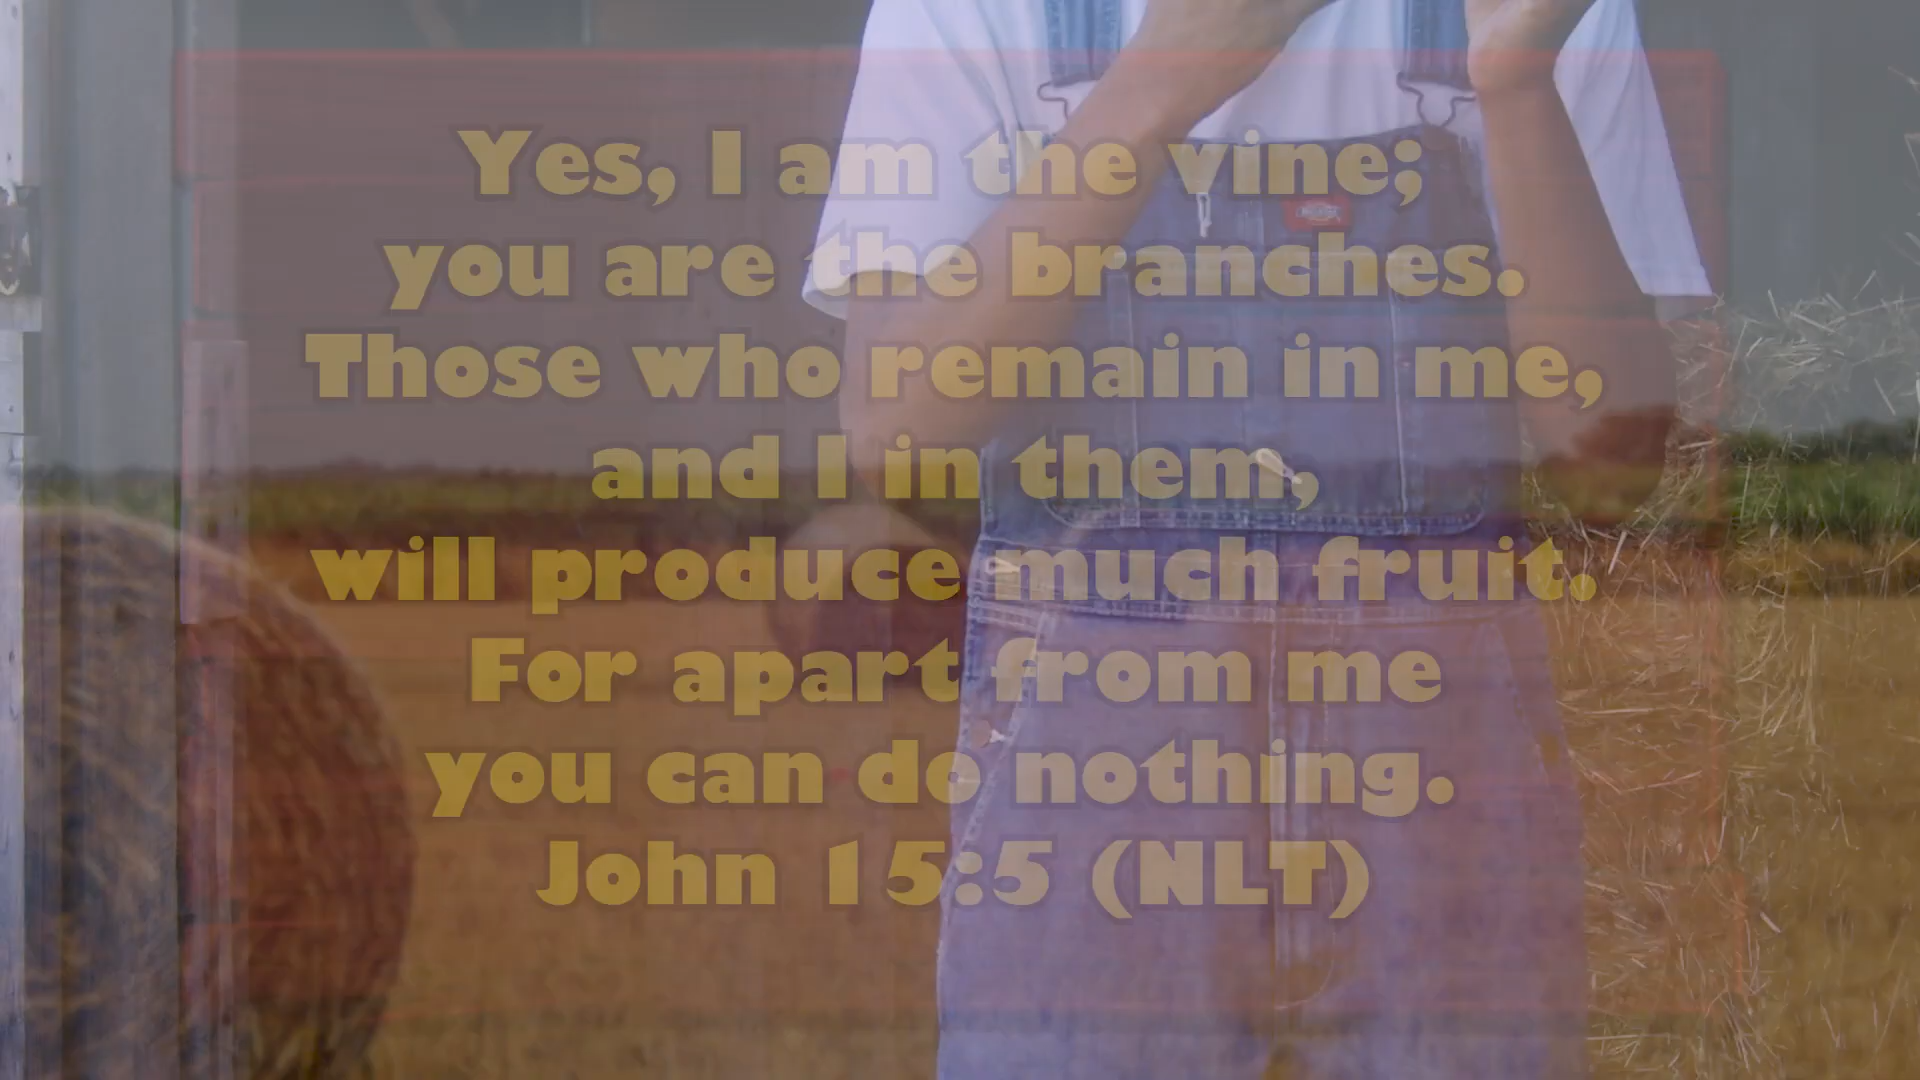 Yes, I am the vine;
you are the branches.
Those who remain in me,
and I in them,
will produce much fruit.
For apart from me
you can do nothing.
John 15:5 (NLT)